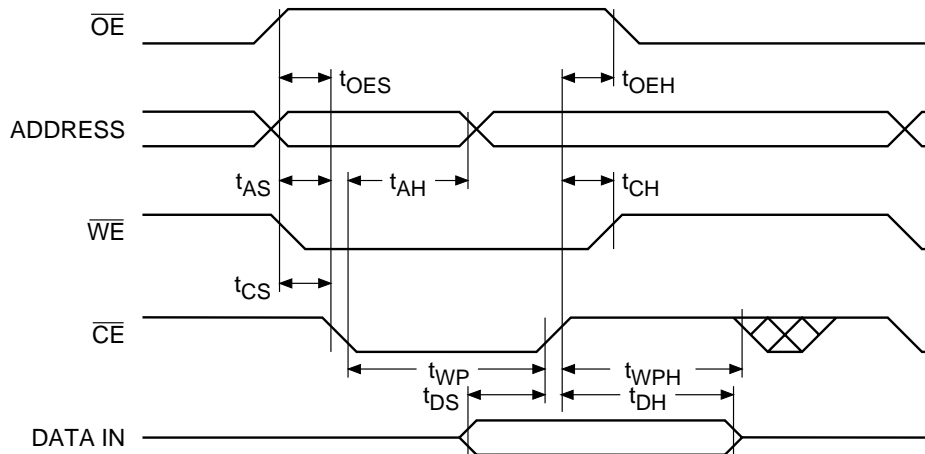 OE
tOES
tOEH
ADDRESS
tAS
tAH
tCH
WE
tCS
CE
tWP
tWPH
tDS
tDH
DATA IN